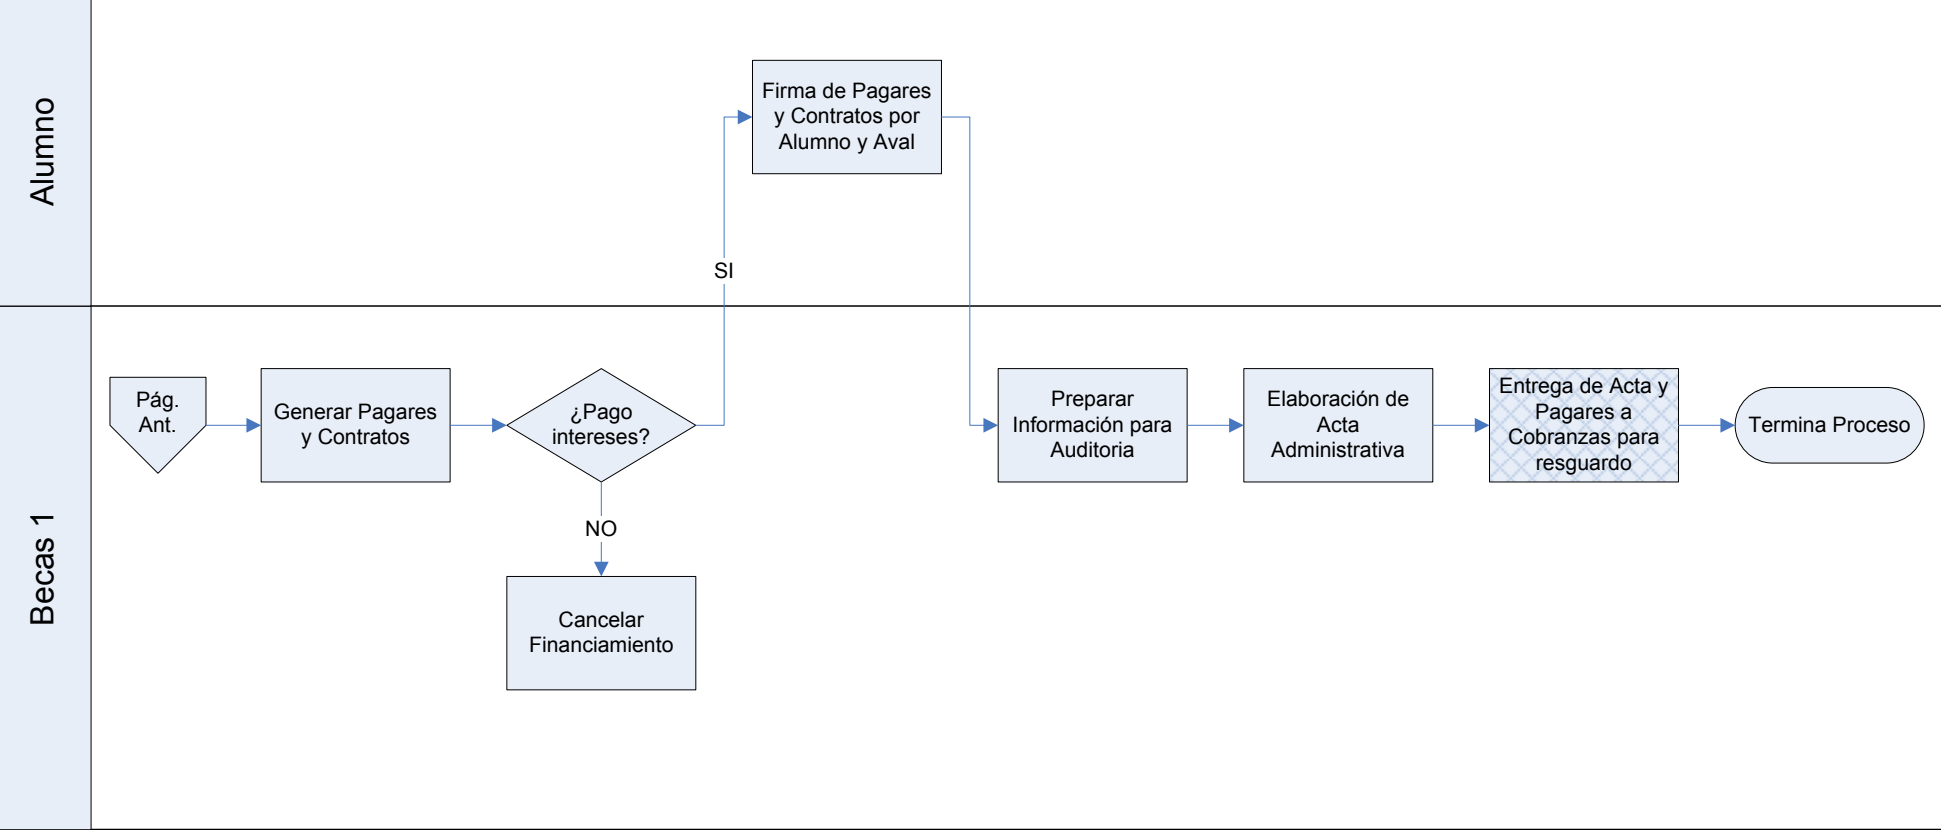 Alumno
Firma de Pagares
y Contratos por
Alumno y Aval
SI
Becas 1
Pág.
Ant.
Generar Pagares
y Contratos
¿Pago
intereses?
NO
Cancelar
Financiamiento
Preparar
Información para
Auditoria
Elaboración de
Acta
Administrativa
Entrega de Acta y
Pagares a
Cobranzas para
resguardo
Termina Proceso